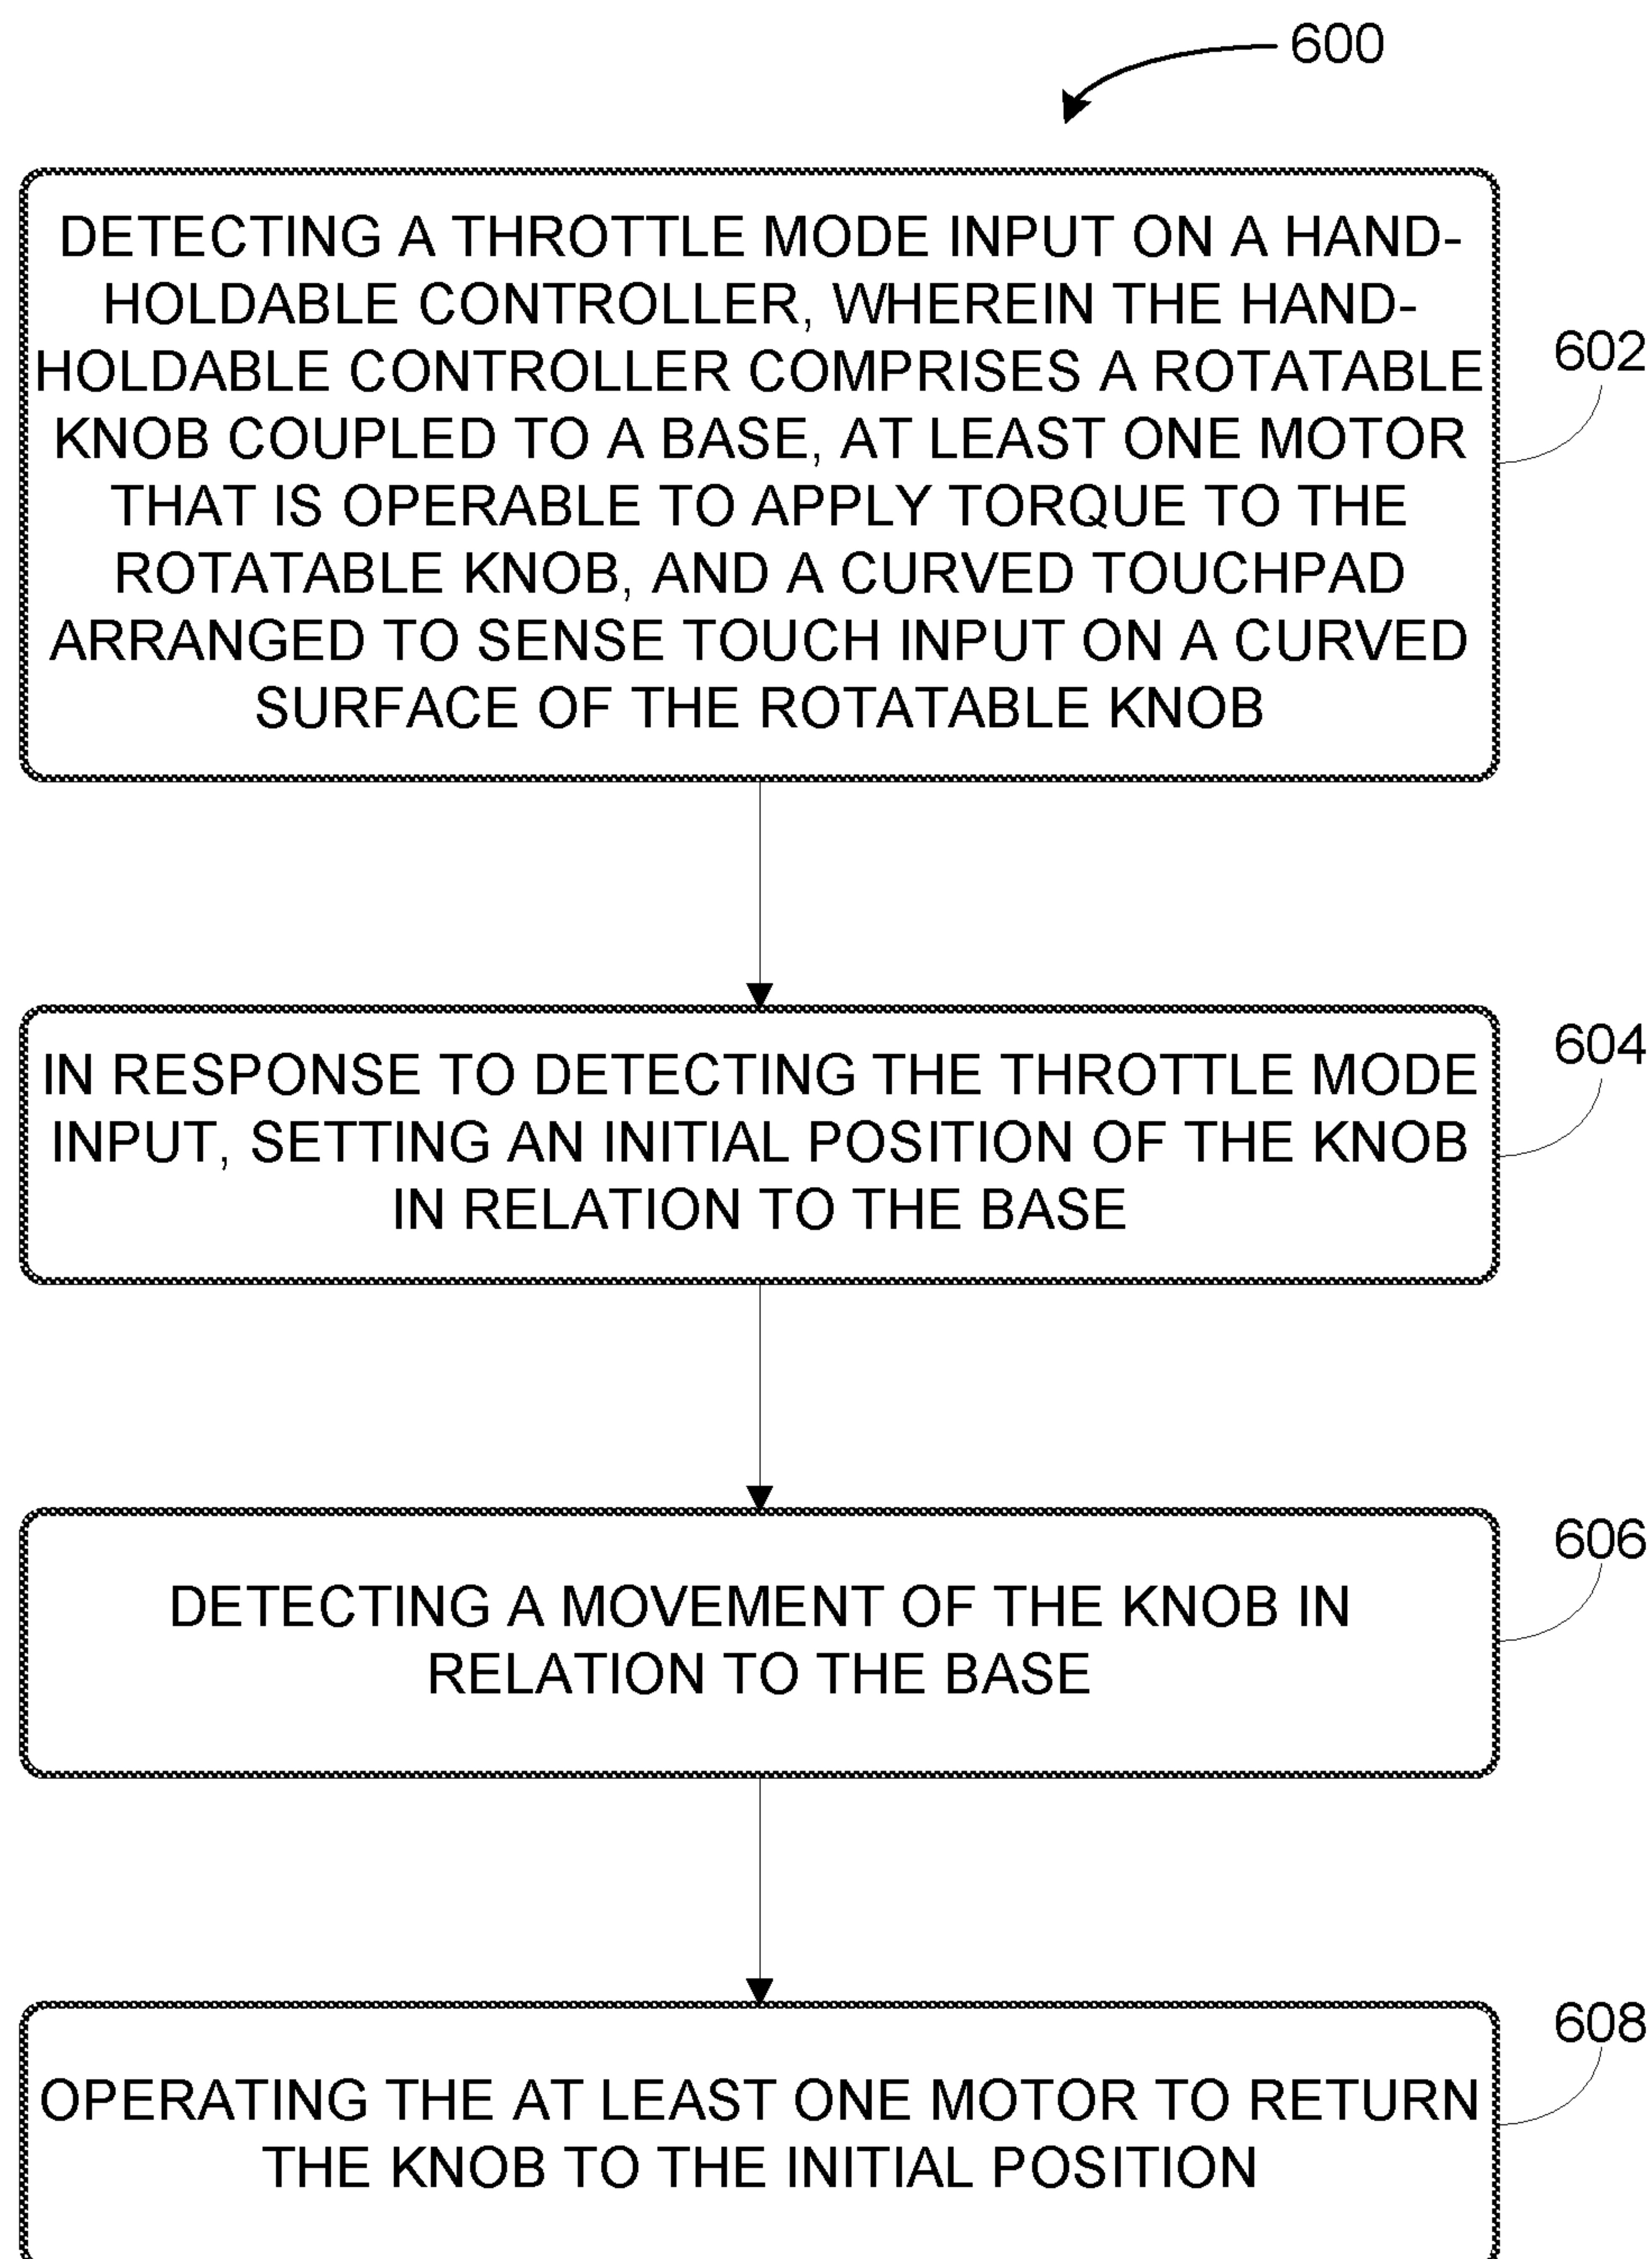 600
DETECTING A THROTTLE MODE INPUT ON A HAND-
HOLDABLE CONTROLLER, WHEREIN THE HAND-
HOLDABLE CONTROLLER COMPRISES A ROTATABLE
KNOB COUPLED TO A BASE, AT LEAST ONE MOTOR
THAT IS OPERABLE TO APPLY TORQUE TO THE
ROTATABLE KNOB, AND A CURVED TOUCHPAD
ARRANGED TO SENSE TOUCH INPUT ON A CURVED
SURFACE OF THE ROTATABLE KNOB
602
IN RESPONSE TO DETECTING THE THROTTLE MODE
INPUT, SETTING AN INITIAL POSITION OF THE KNOB
IN RELATION TO THE BASE
604
DETECTING A MOVEMENT OF THE KNOB IN
RELATION TO THE BASE
606
OPERATING THE AT LEAST ONE MOTOR TO RETURN
THE KNOB TO THE INITIAL POSITION
608